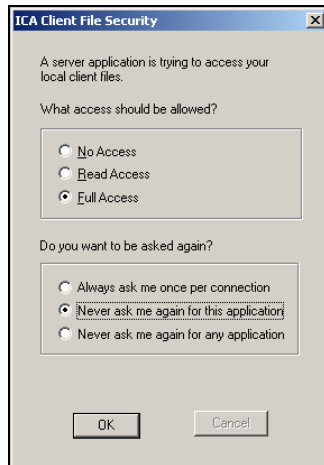 ICA Client File Security
A server application is trying to access your
local client files.
What access should be allowed?
No Access
Read Access
Full Access
Do you want to be asked again?
Always ask me once per connection
Never ask me again for this application
Never ask me again for any application
OK
Cancel